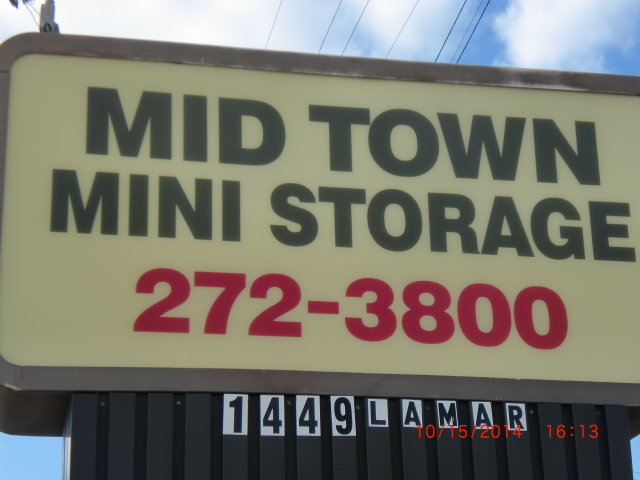 MID TOWN
MINI STORAGE
272-3800
1449 LAMAR
10/15/2014 16:13